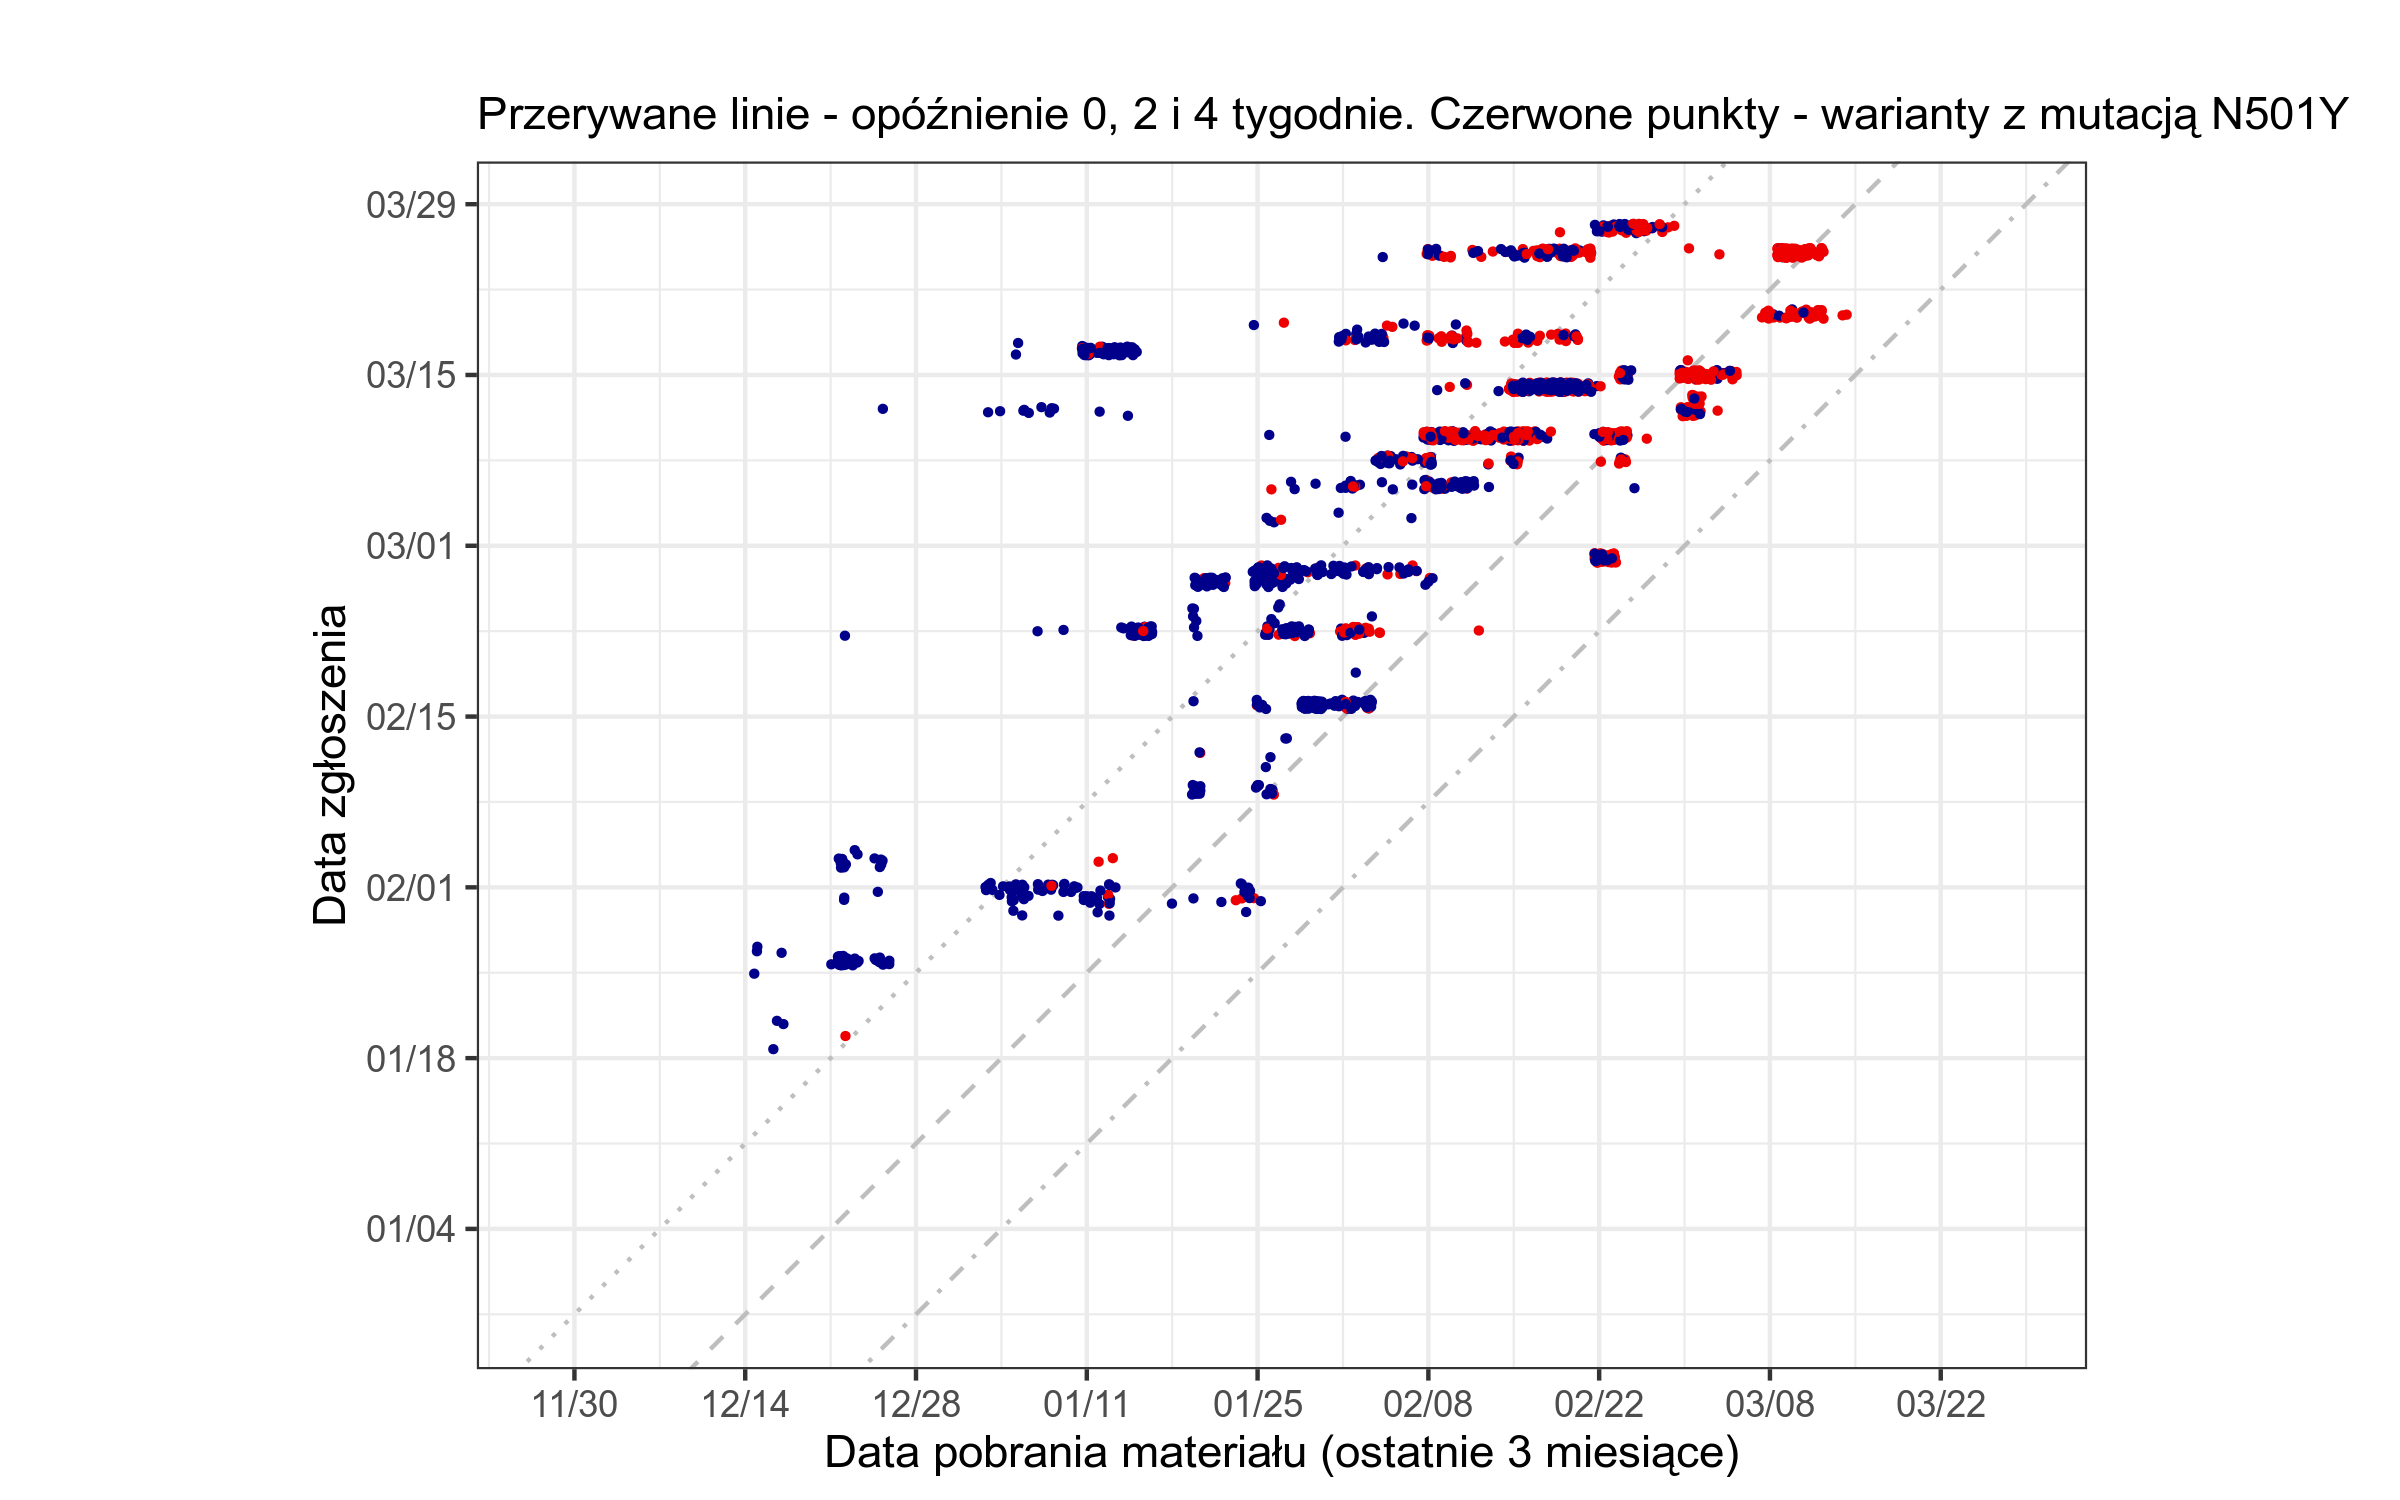 Przerywane linie - opóźnienie 0, 2 i 4 tygodnie. Czerwone punkty - warianty z mutacją N501Y
Data zgłoszenia
03/29
03/15
03/01
02/15
02/01
01/18
01/04
11/30 12/14 12/28 01/11 01/25 02/08 02/22 03/08 03/22
Data pobrania materiału (ostatnie 3 miesiące)